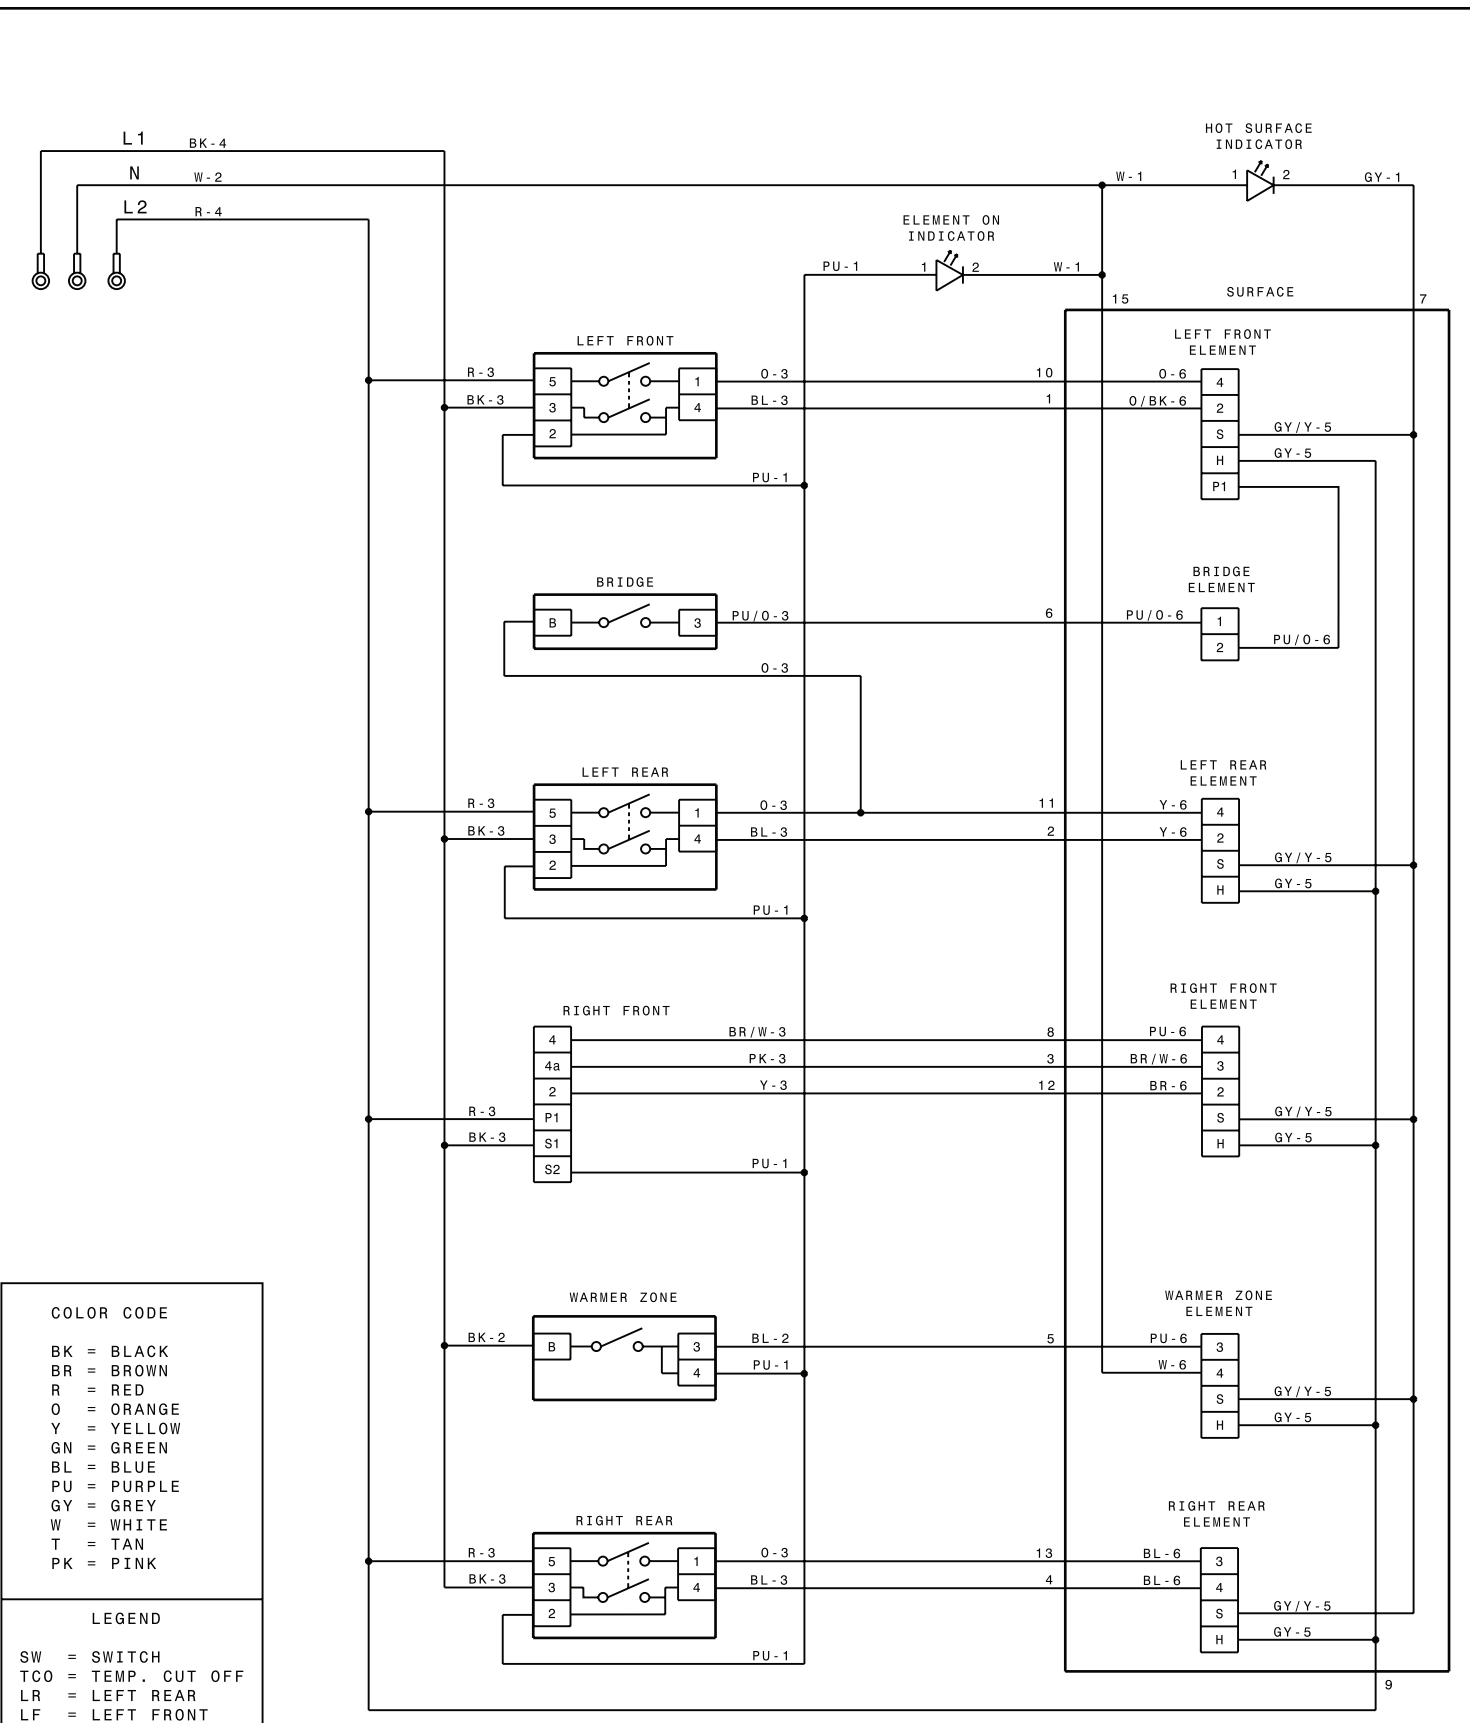 L1 BK-4
HOT SURFACE
INDICATOR
N W-2 W-1 1 2 GY-1
L2 R-4
ELEMENT ON
INDICATOR
PU-1 1 2 W-1
15 SURFACE 7
LEFT FRONT
LEFT FRONT
ELEMENT
R-3 5 1 O-3 10 O-6 4
BK-3 3 4 BL-3 1 O/BK-6 2
2 S GY/Y-5
H GY-5
PU-1 P1
BRIDGE
BRIDGE
ELEMENT
B 3 PU/O-3 6 PU/O-6 1
2 PU/O-6
O-3
LEFT REAR
LEFT REAR
ELEMENT
R-3 5 1 O-3 11 Y-6 4
BK-3 3 4 BL-3 2 Y-6 2
2 S GY/Y-5
H GY-5
PU-1
RIGHT FRONT
RIGHT FRONT
ELEMENT
4 BR/W-3 8 PU-6 4
4a PK-3 3 BR/W-6 3
2 Y-3 12 BR-6 2
R-3 P1 S GY/Y-5
BK-3 S1 H GY-5
S2 PU-1
WARMER ZONE
WARMER ZONE
ELEMENT
BK-2 B 3 BL-2 5 PU-6 3
4 PU-1 W-6 4
S GY/Y-5
H GY-5
RIGHT REAR
RIGHT REAR
ELEMENT
R-3 5 1 O-3 13 BL-6 3
BK-3 3 4 BL-3 4 BL-6 4
2 S GY/Y-5
H GY-5
PU-1
9
COLOR CODE
BK = BLACK
BR = BROWN
R = RED
O = ORANGE
Y = YELLOW
GN = GREEN
BL = BLUE
PU = PURPLE
GY = GREY
W = WHITE
T = TAN
PK = PINK
LEGEND
SW = SWITCH
TCO = TEMP. CUT OFF
LR = LEFT REAR
LF = LEFT FRONT